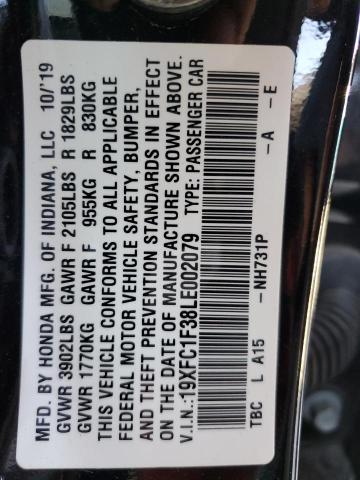 MFD. BY HONDA MFG. OF INDIANA, LLC 10/'19
GVWR 3902LBS GAWR F 2105LBS R 1829LBS
GVWR 1770KG GAWR F 955KG R 830KG
THIS VEHICLE CONFORMS TO ALL APPLICABLE
FEDERAL MOTOR VEHICLE SAFETY, BUMPER,
AND THEFT PREVENTION STANDARDS IN EFFECT
ON THE DATE OF MANUFACTURE SHOWN ABOVE.
V.I.N.:19XFC1F38LE002079 TYPE: PASSENGER CAR
TBC L A15 -NH731P -A -E